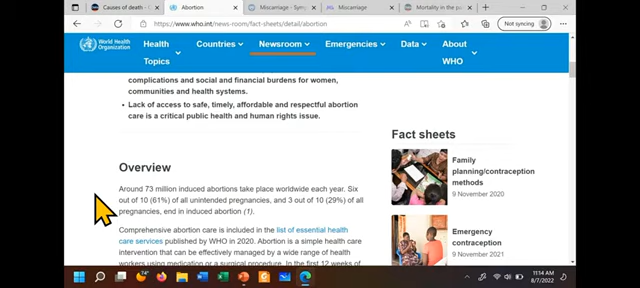 Causes of death
Abortion
Miscarriage - Sym
Miscarriage
Mortality in the pa
https://www.who.int/news-room/fact-sheets/detail/abortion
Not syncing
World Health Organization
Health Topics
Countries
Newsroom
Emergencies
Data
About WHO
complications and social and financial burdens for women,
communities and health systems.
• Lack of access to safe, timely, affordable and respectful abortion
care is a critical public health and human rights issue.
Overview
Around 73 million induced abortions take place worldwide each year. Six
out of 10 (61%) of all unintended pregnancies, and 3 out of 10 (29%) of all
pregnancies, end in induced abortion (1).
Comprehensive abortion care is included in the list of essential health
care services published by WHO in 2020. Abortion is a simple health care
intervention that can be effectively managed by a wide range of health
workers using medication or a surgical procedure. In the first 12 weeks of
Fact sheets
Family
planning/contraception
methods
9 November 2020
Emergency
contraception
9 November 2021
74°
11:14 AM
8/7/2022